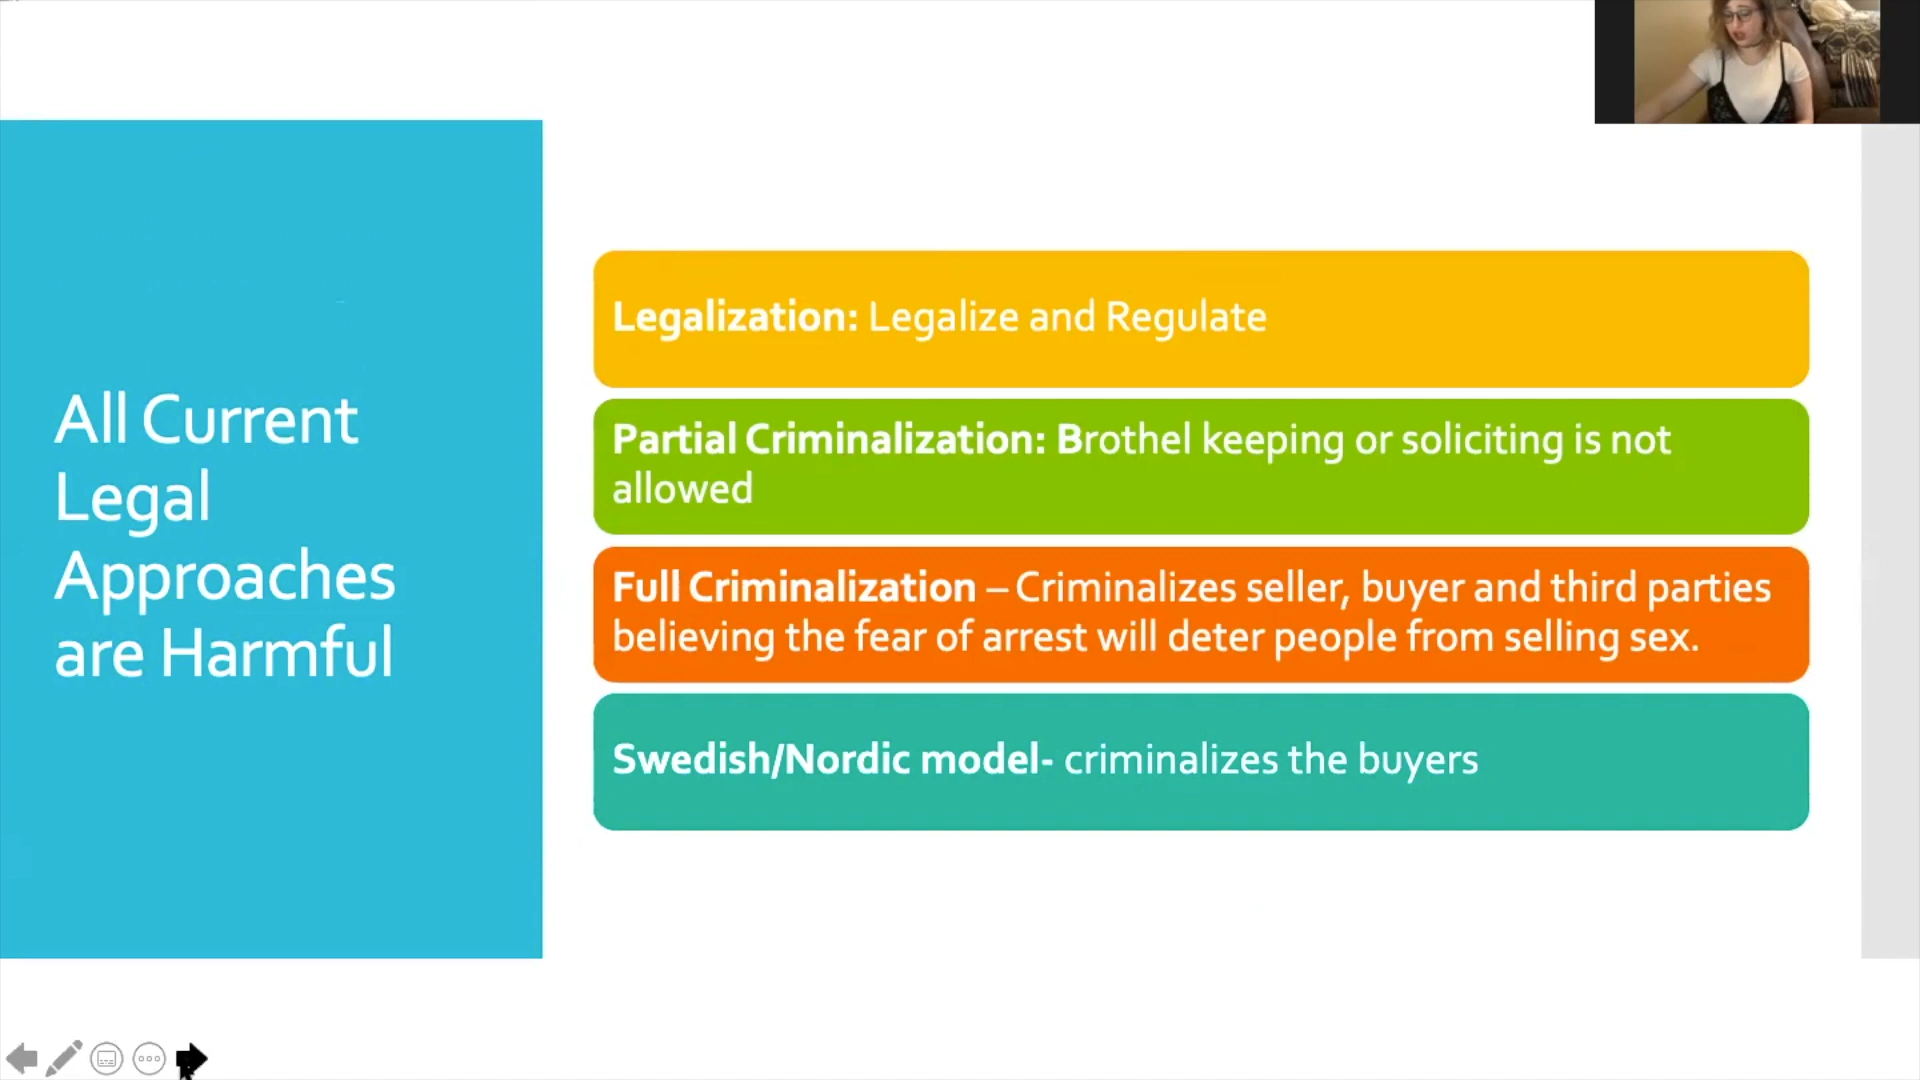 All Current
Legal
Approaches
are Harmful
Legalization: Legalize and Regulate
Partial Criminalization: Brothel keeping or soliciting is not
allowed
Full Criminalization – Criminalizes seller, buyer and third parties
believing the fear of arrest will deter people from selling sex.
Swedish/Nordic model- criminalizes the buyers